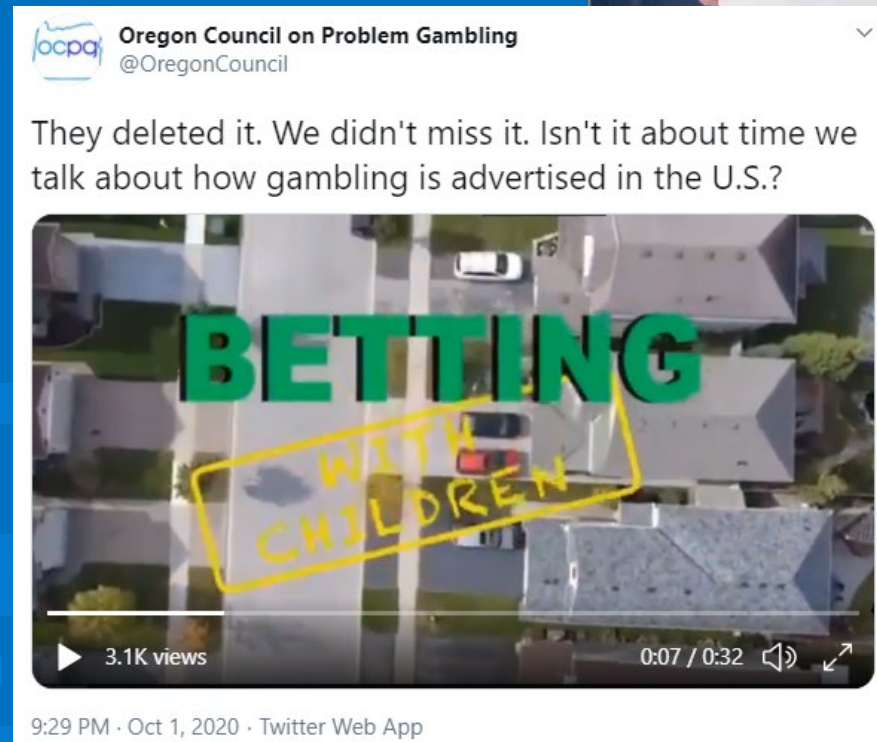 ocpg
Oregon Council on Problem Gambling
@OregonCouncil
They deleted it. We didn't miss it. Isn't it about time we
talk about how gambling is advertised in the U.S.?
BETTING
WITH
CHILDREN
3.1K views
0:07 / 0:32
9:29 PM · Oct 1, 2020 · Twitter Web App